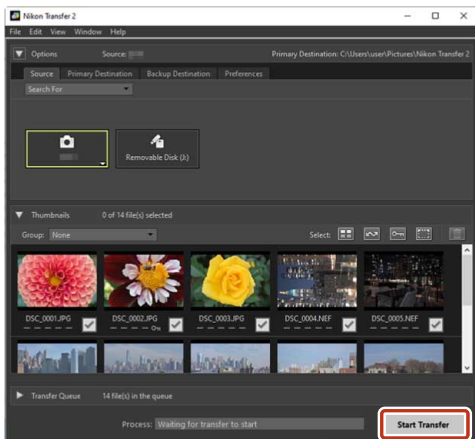 Nikon Transfer 2
File Edit View Window Help
Options Source: Primary Destination: C:\Users\user\Pictures\Nikon Transfer 2
Source Primary Destination Backup Destination Preferences
Search For
Removable Disk (J:)
Thumbnails 0 of 14 file(s) selected
Group: None Select:
DSC_0001.JPG DSC_0002.JPG DSC_0003.JPG DSC_0004.NEF DSC_0005.NEF
Transfer Queue 14 file(s) in the queue
Process: Waiting for transfer to start Start Transfer